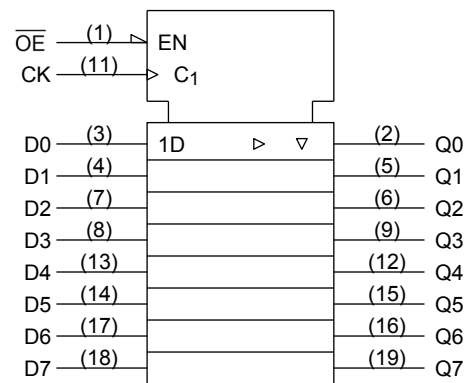 OE (1) EN
CK (11) C1
D0 (3) 1D (2) Q0
D1 (4) (5) Q1
D2 (7) (6) Q2
D3 (8) (9) Q3
D4 (13) (12) Q4
D5 (14) (15) Q5
D6 (17) (16) Q6
D7 (18) (19) Q7